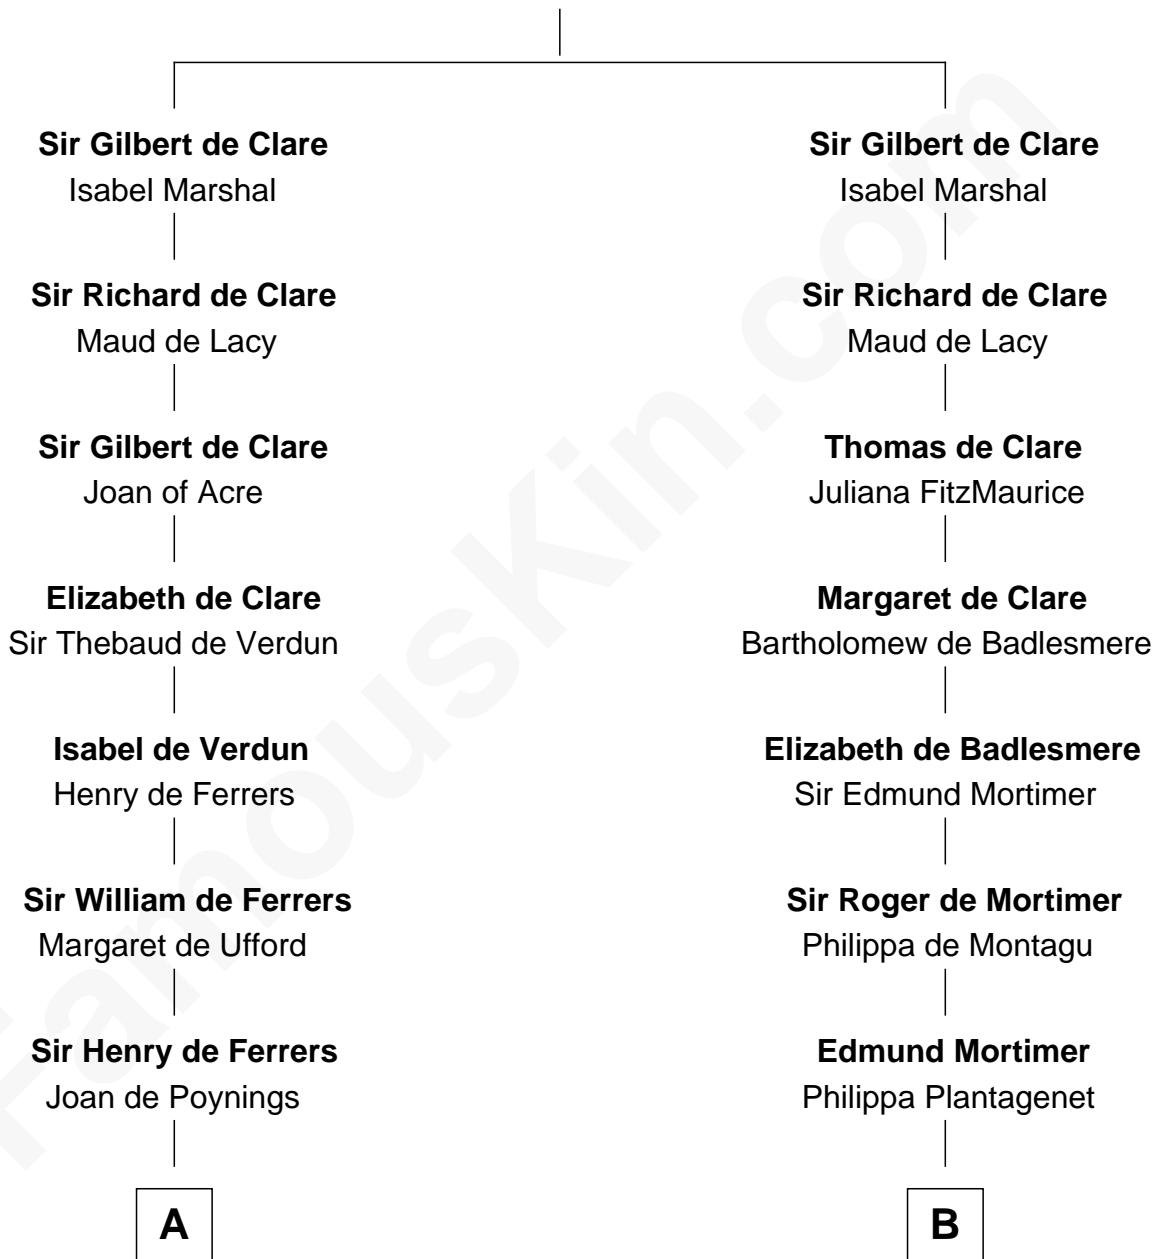 Sir Gilbert de Clare
Isabel Marshal
Sir Richard de Clare
Maud de Lacy
Sir Gilbert de Clare
Joan of Acre
Elizabeth de Clare
Sir Thebaud de Verdun
Isabel de Verdun
Henry de Ferrers
Sir William de Ferrers
Margaret de Ufford
Sir Henry de Ferrers
Joan de Poynings
A
Sir Gilbert de Clare
Isabel Marshal
Sir Richard de Clare
Maud de Lacy
Thomas de Clare
Juliana FitzMaurice
Margaret de Clare
Bartholomew de Badlesmere
Elizabeth de Badlesmere
Sir Edmund Mortimer
Sir Roger de Mortimer
Philippa de Montagu
Edmund Mortimer
Philippa Plantagenet
B
FamousKin.com